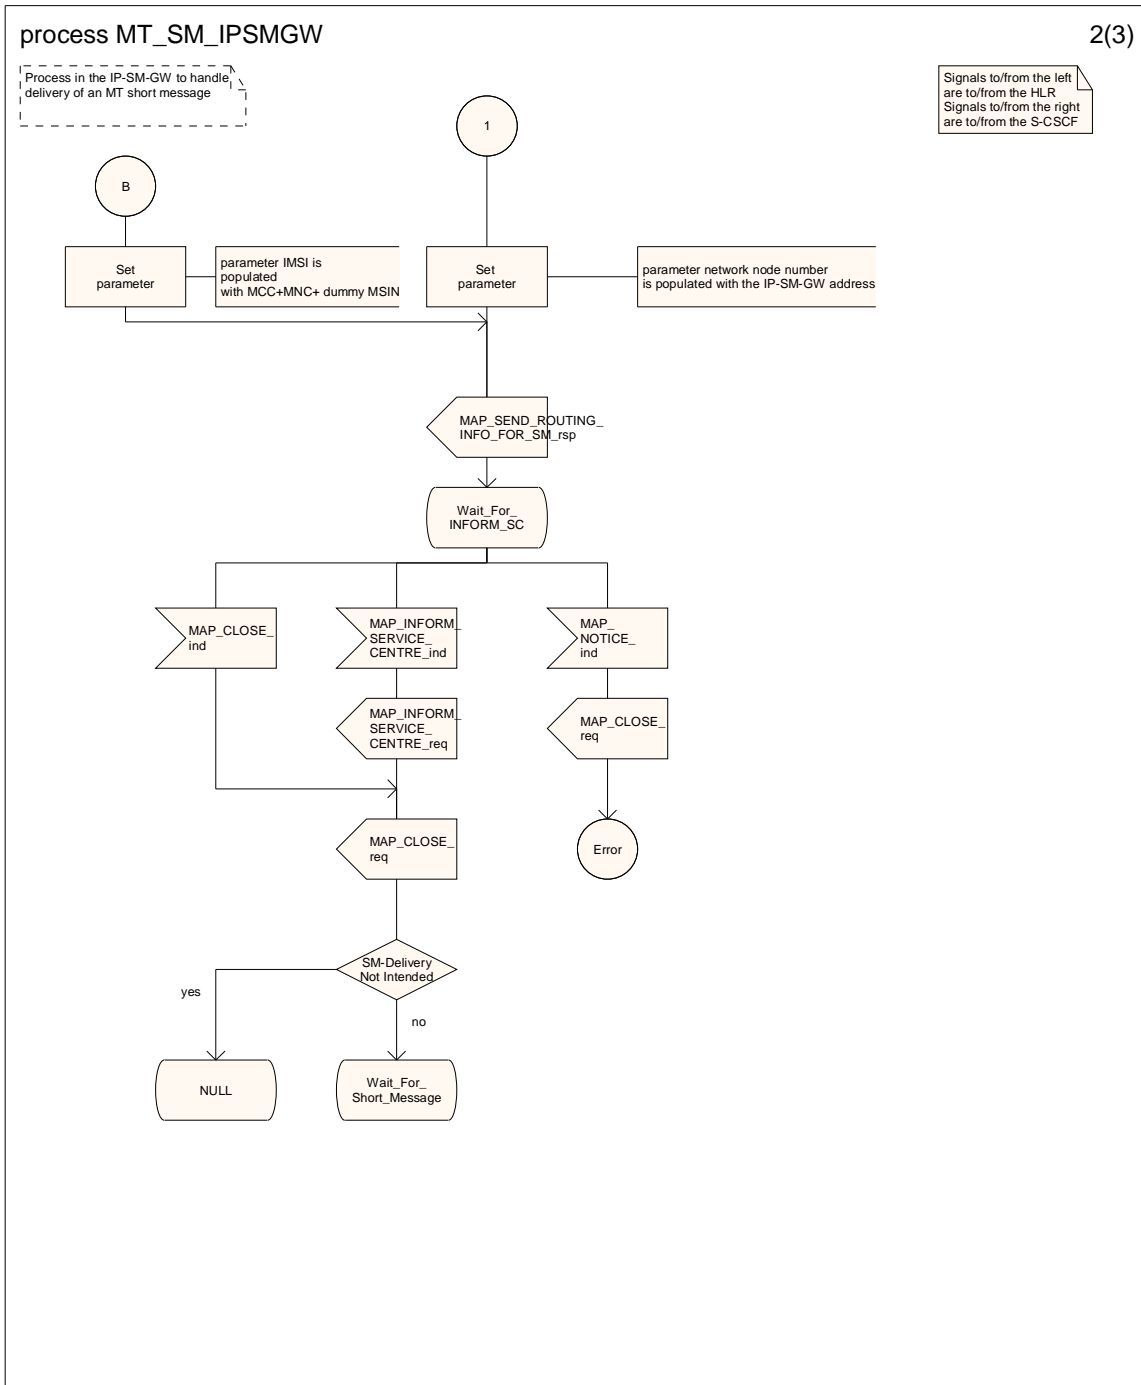 process MT_SM_IPSMGW
2(3)
Process in the IP-SM-GW to handle
delivery of an MT short message
Signals to/from the left
are to/from the HLR
Signals to/from the right
are to/from the S-CSCF
1
B
Set
parameter
parameter IMSI is
populated
with MCC+MNC+ dummy MSIN
Set
parameter
parameter network node number
is populated with the IP-SM-GW address
MAP_SEND_ROUTING_
INFO_FOR_SM_rsp
Wait_For_
INFORM_SC
MAP_CLOSE_
ind
MAP_INFORM_
SERVICE_
CENTRE_ind
MAP_
NOTICE_
ind
MAP_INFORM_
SERVICE_
CENTRE_req
MAP_CLOSE_
req
MAP_CLOSE_
req
Error
SM-Delivery
Not Intended
yes
no
NULL
Wait_For_
Short_Message